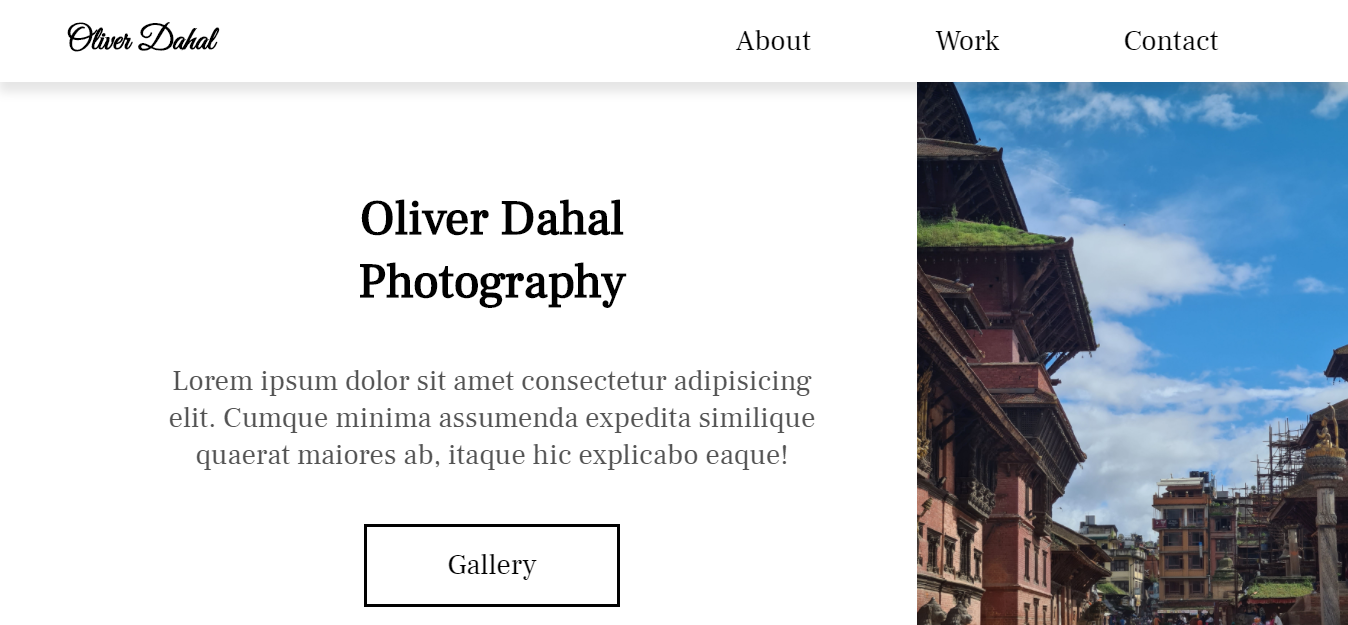 Oliver Dahal
About
Work
Contact
Oliver Dahal
Photography
Lorem ipsum dolor sit amet consectetur adipisicing
elit. Cumque minima assumenda expedita similique
quaerat maiores ab, itaque hic explicabo eaque!
Gallery